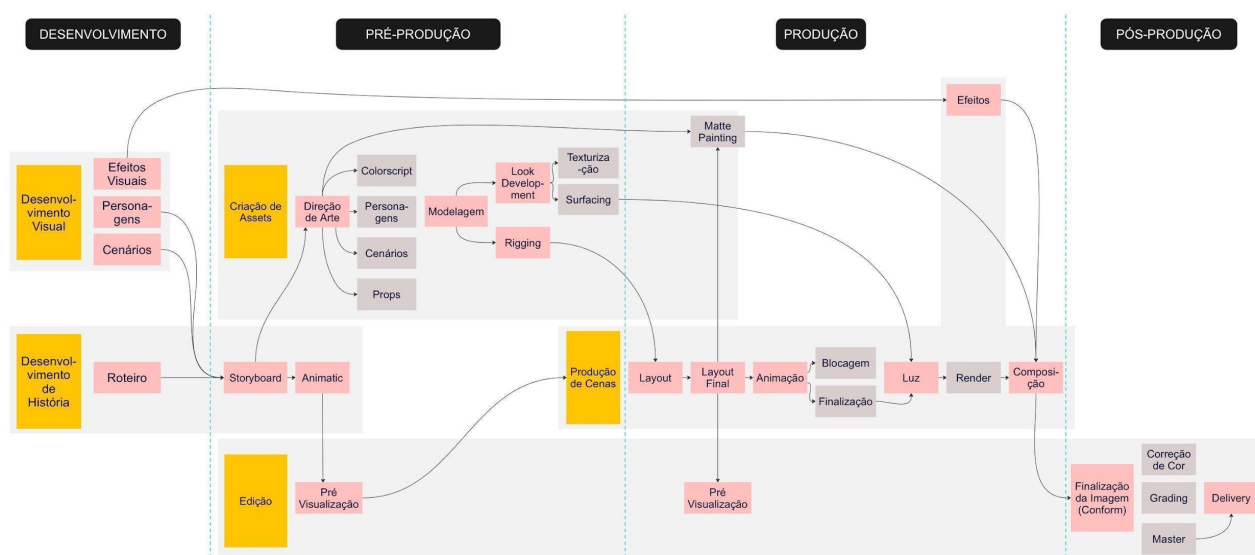 DESENVOLVIMENTO
PRÉ-PRODUÇÃO
PRODUÇÃO
PÓS-PRODUÇÃO
Desenvol-
vimento
Visual
Efeitos
Visuais
Persona-
gens
Cenários
Criação de
Assets
Direção
de Arte
Colorscript
Persona-
gens
Cenários
Props
Modelagem
Look
Develop-
ment
Rigging
Texturiza
-ção
Surfacing
Matte
Painting
Efeitos
Desenvol-
vimento
de
História
Roteiro
Storyboard
Animatic
Produção
de Cenas
Layout
Layout
Final
Animação
Blocagem
Finalização
Luz
Render
Composi-
ção
Edição
Pré
Visualização
Pré
Visualização
Finalização
da Imagem
(Conform)
Correção
de Cor
Grading
Master
Delivery